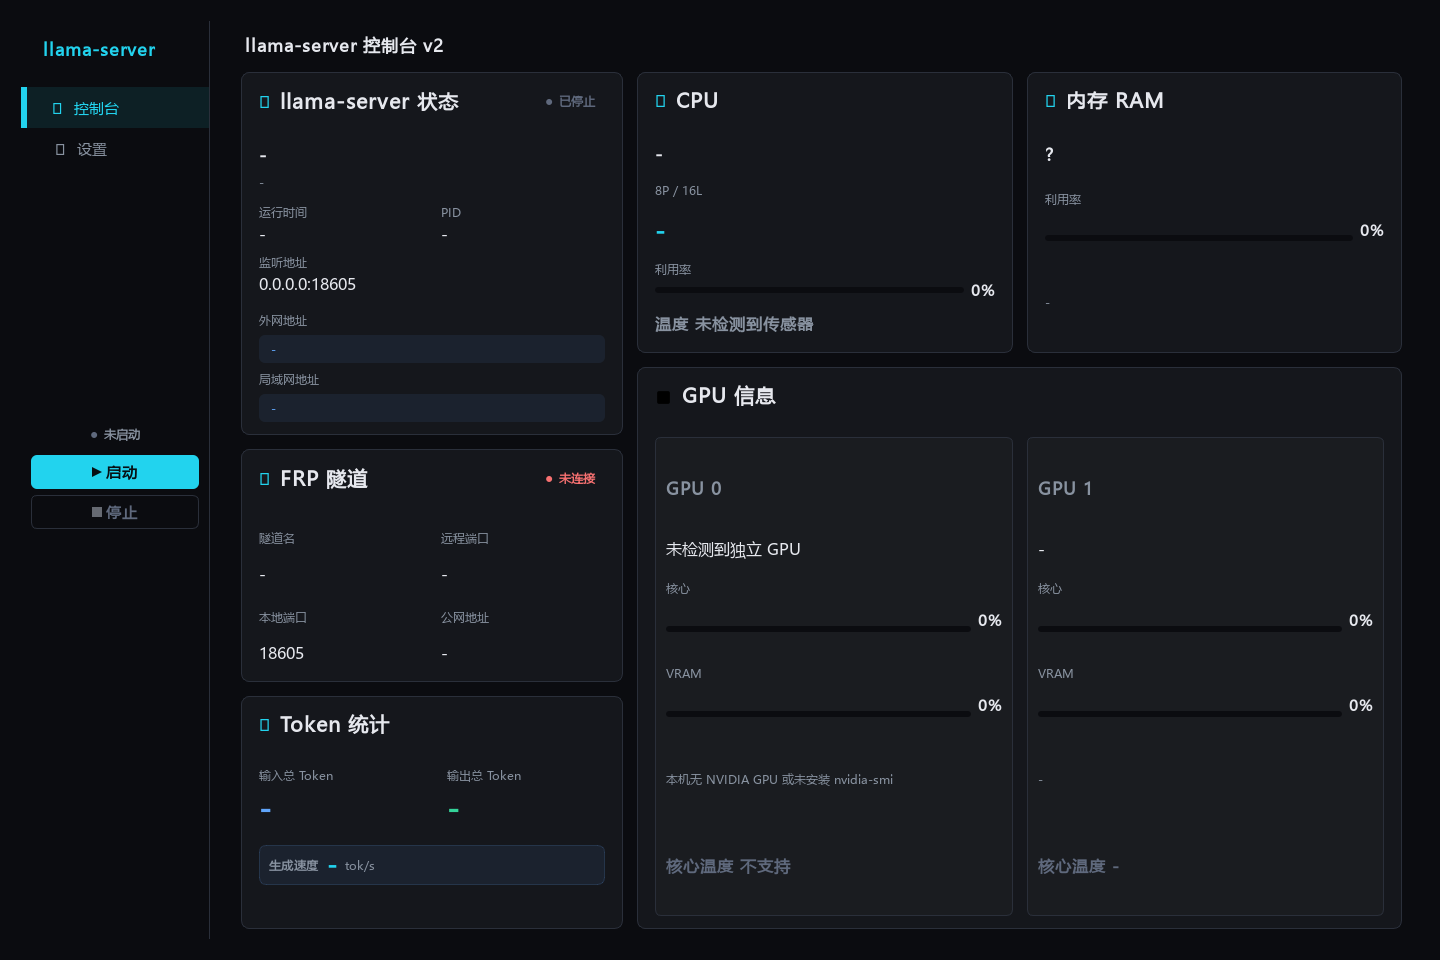 llama-server
控制台
设置
未启动
启动
停止
llama-server 控制台 v2
llama-server 状态
已停止
-
-
运行时间
PID
-
-
监听地址
0.0.0.0:18605
外网地址
-
局域网地址
-
FRP 隧道
未连接
隧道名
远程端口
-
-
本地端口
公网地址
18605
-
Token 统计
输入总 Token
输出总 Token
-
-
生成速度 - tok/s
CPU
-
8P / 16L
-
利用率
0%
温度 未检测到传感器
内存 RAM
?
利用率
0%
-
GPU 信息
GPU 0
未检测到独立 GPU
核心
0%
VRAM
0%
本机无 NVIDIA GPU 或未安装 nvidia-smi
核心温度 不支持
GPU 1
-
核心
0%
VRAM
0%
-
核心温度 -